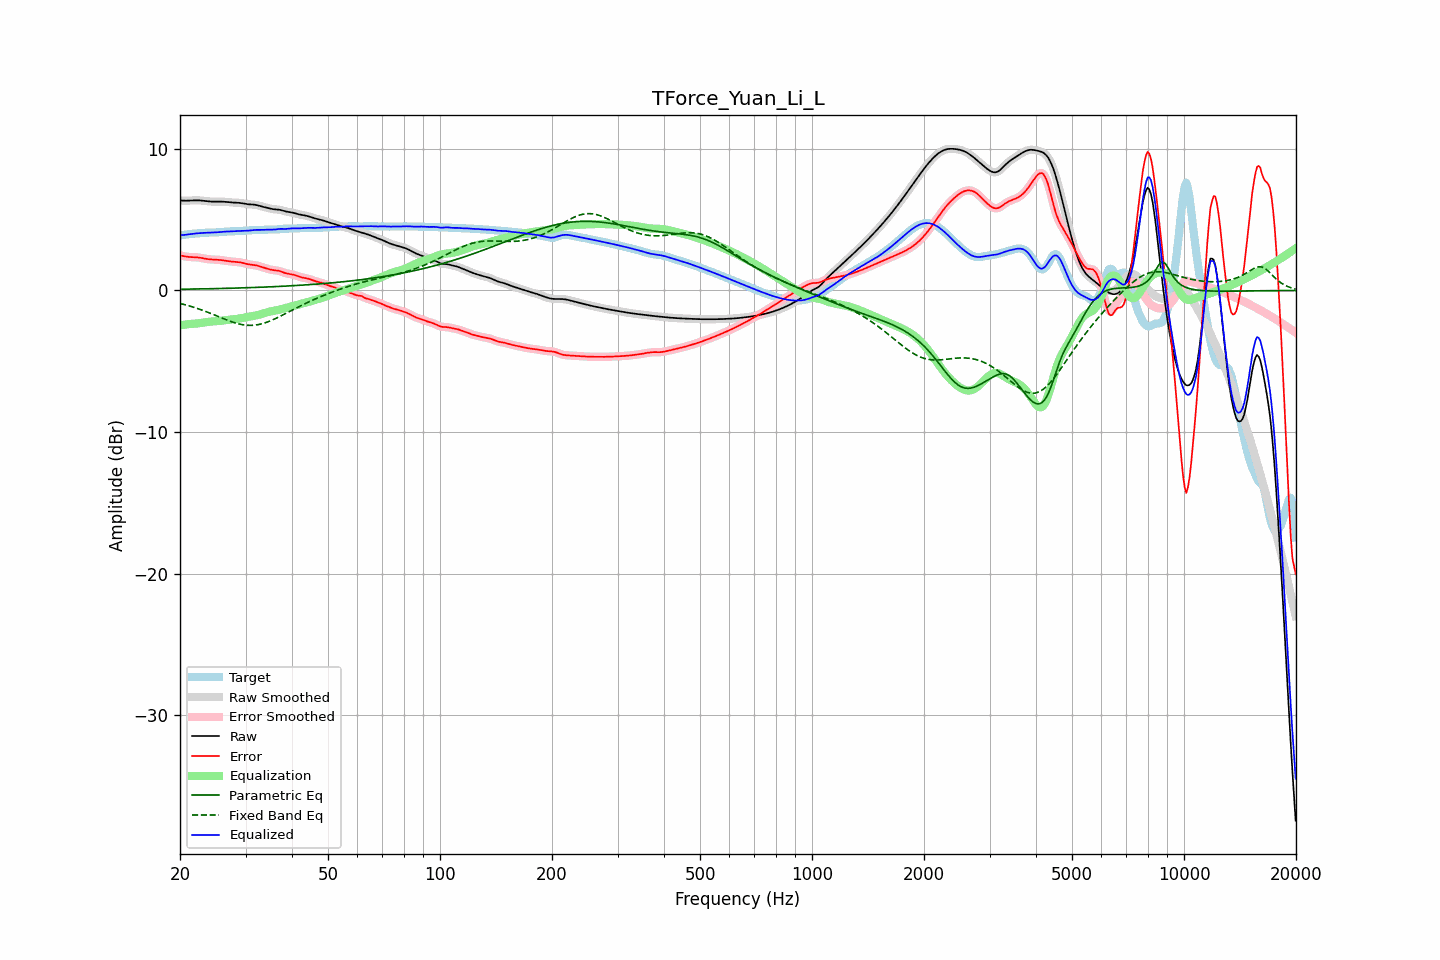 TForce_Yuan_Li_L
Amplitude (dBr)
10
0
−10
−20
−30
Target
Raw Smoothed
Error Smoothed
Raw
Error
Equalization
Parametric Eq
Fixed Band Eq
Equalized
20 50 100 200 500 1000 2000 5000 10000 20000
Frequency (Hz)